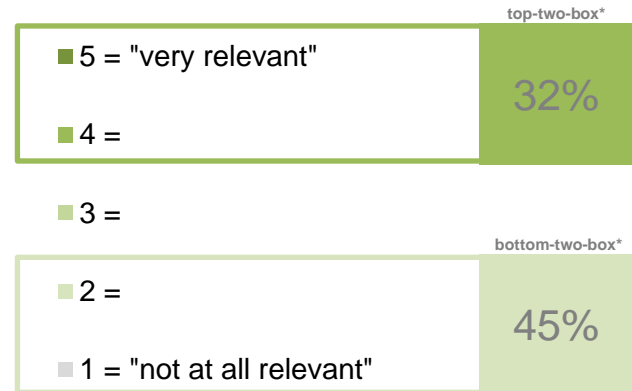 top-two-box*
5 = "very relevant"
32%
4 =
3 =
bottom-two-box*
2 =
45%
1 = "not at all relevant"